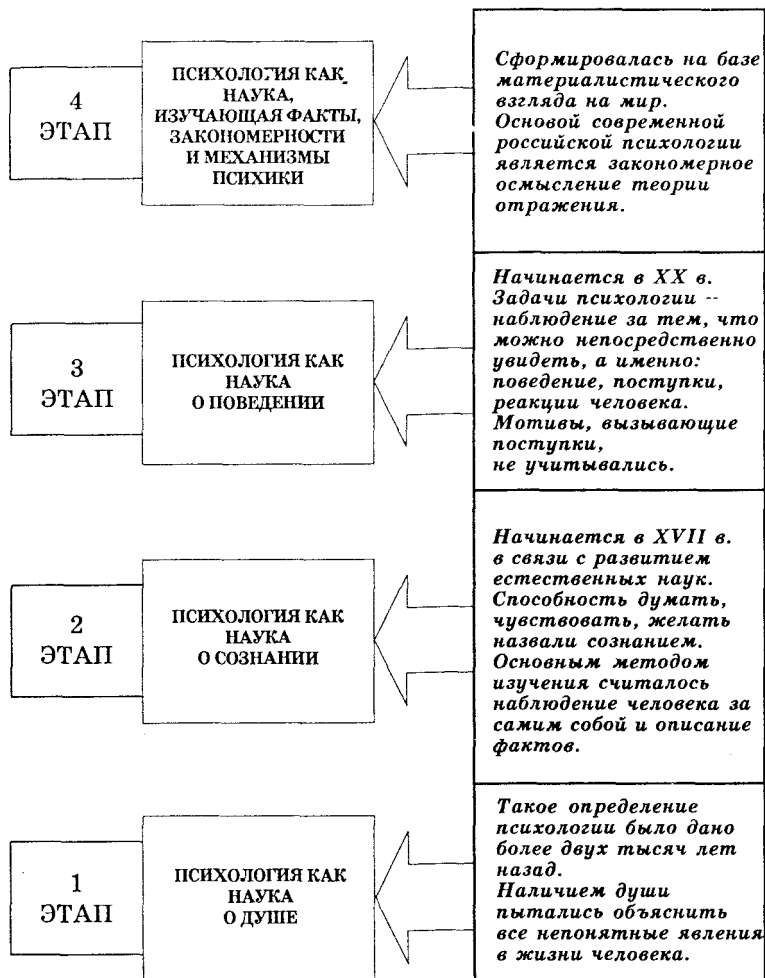 4
ЭТАП
ПСИХОЛОГИЯ КАК
НАУКА,
ИЗУЧАЮЩАЯ ФАКТЫ,
ЗАКОНОМЕРНОСТИ
И МЕХАНИЗМЫ
ПСИХИКИ
Сформировалась на базе
материалистического
взгляда на мир.
Основой современной
российской психологии
является закономерное
осмысление теории
отражения.
3
ЭТАП
ПСИХОЛОГИЯ КАК
НАУКА
О ПОВЕДЕНИИ
Начинается в XX в.
Задачи психологии --
наблюдение за тем, что
можно непосредственно
увидеть, а именно:
поведение, поступки,
реакции человека.
Мотивы, вызывающие
поступки,
не учитывались.
2
ЭТАП
ПСИХОЛОГИЯ КАК
НАУКА
О СОЗНАНИИ
Начинается в XVII в.
в связи с развитием
естественных наук.
Способность думать,
чувствовать, желать
назвали сознанием.
Основным методом
изучения считалось
наблюдение человека за
самим собой и описание
фактов.
1
ЭТАП
ПСИХОЛОГИЯ КАК
НАУКА
О ДУШЕ
Такое определение
психологии было дано
более двух тысяч лет
назад.
Наличием души
пытались объяснить
все непонятные явления
в жизни человека.